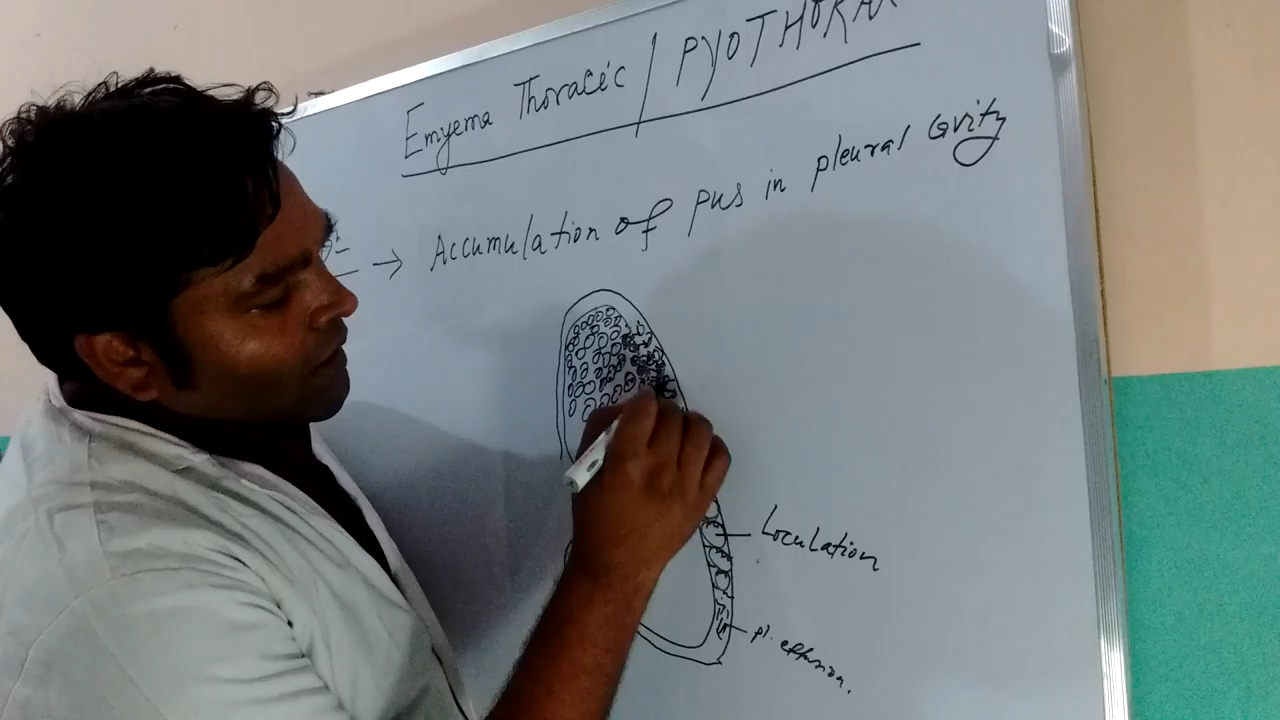 Emyema Thoracic / PYOTHORAX
→ Accumulation of pus in pleural Cavity
Loculation
pl. effusion.